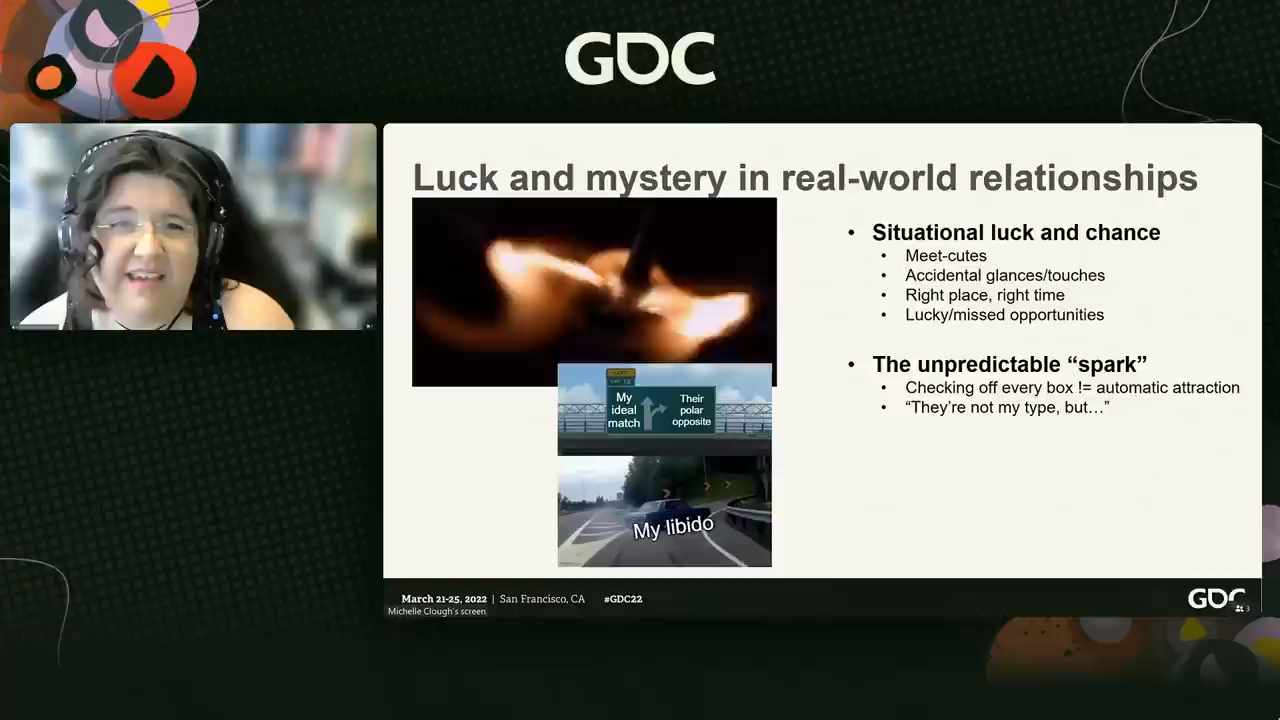 GDC
Luck and mystery in real-world relationships
• Situational luck and chance
• Meet-cutes
• Accidental glances/touches
• Right place, right time
• Lucky/missed opportunities
• The unpredictable “spark”
• Checking off every box != automatic attraction
• “They’re not my type, but…”
My
ideal
match
Their
polar
opposite
My libido
March 21-25, 2022 | San Francisco, CA #GDC22
GDC
Michelle Clough's screen
3